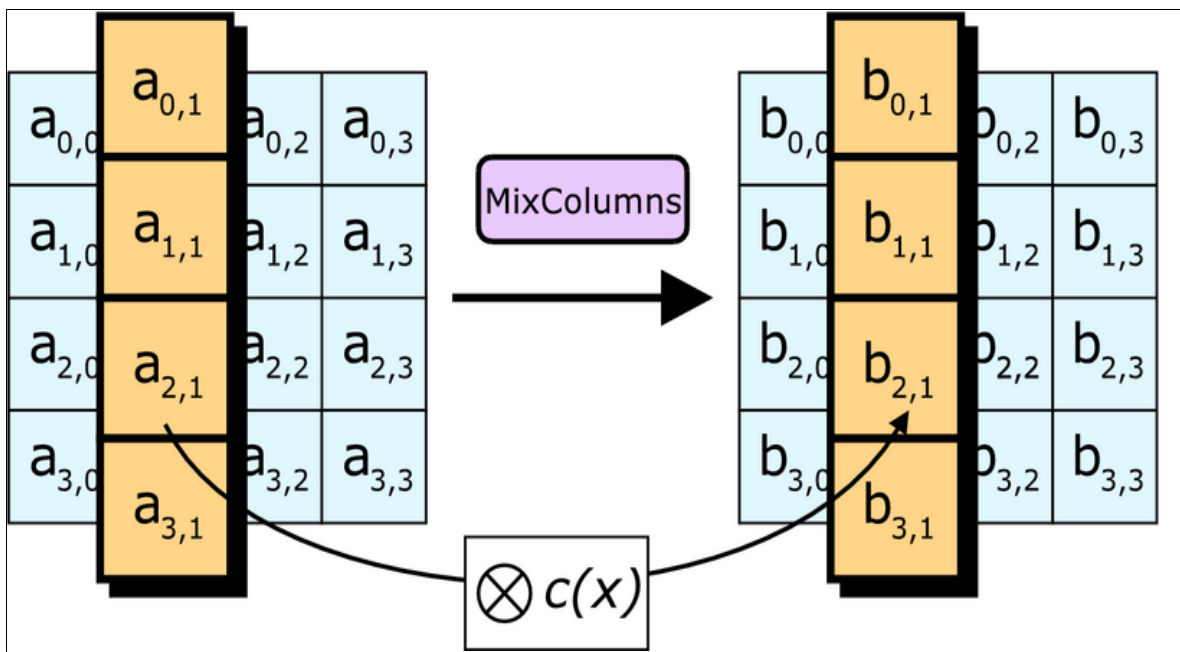 a0,0 a0,1 a0,2 a0,3
a1,0 a1,1 a1,2 a1,3
a2,0 a2,1 a2,2 a2,3
a3,0 a3,1 a3,2 a3,3
MixColumns
⊗ c(x)
b0,0 b0,1 b0,2 b0,3
b1,0 b1,1 b1,2 b1,3
b2,0 b2,1 b2,2 b2,3
b3,0 b3,1 b3,2 b3,3